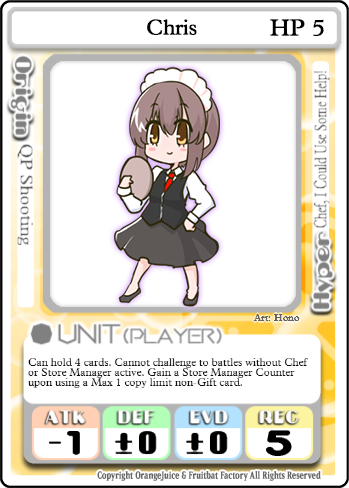 Chris HP 5
Origin QP Shooting
Hyper Chef, I Could Use Some Help!
Art: Hono
UNIT(PLAYER)
Can hold 4 cards. Cannot challenge to battles without Chef
or Store Manager active. Gain a Store Manager Counter
upon using a Max 1 copy limit non-Gift card.
ATK DEF EVD REC
-1 ±0 ±0 5
Copyright OrangeJuice & Fruitbat Factory All Rights Reserved